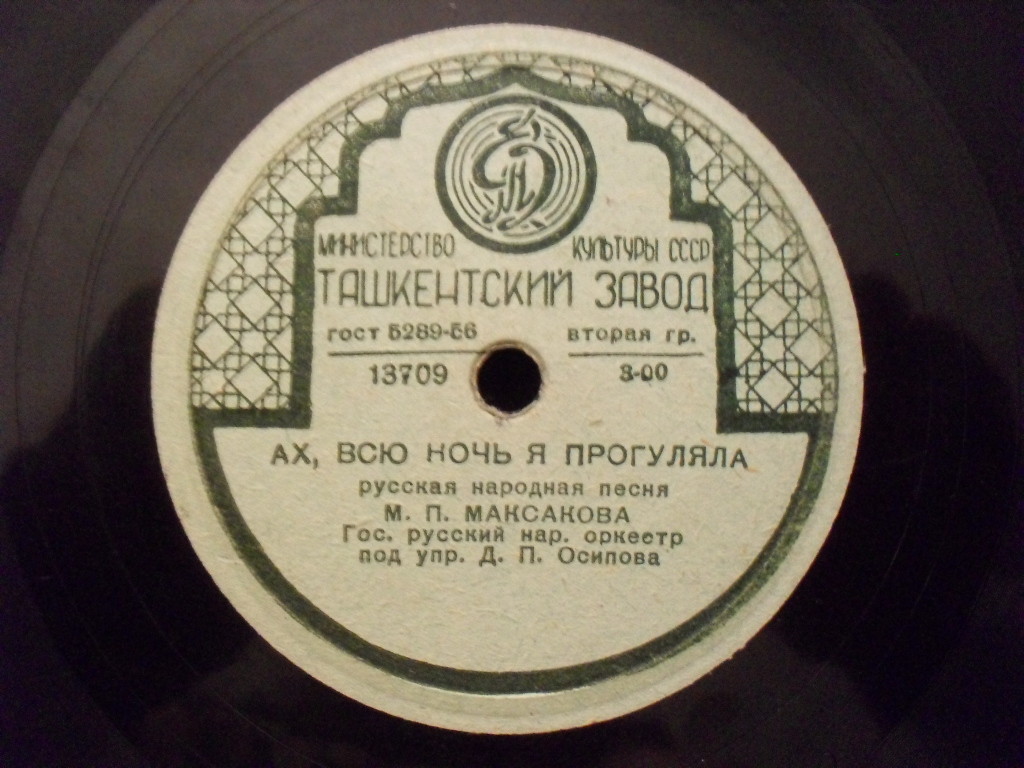 МИНИСТЕРСТВО КУЛЬТУРЫ СССР
ТАШКЕНТСКИЙ ЗАВОД
гост 5289-56 вторая гр.
13709 3-00
АХ, ВСЮ НОЧЬ Я ПРОГУЛЯЛА
русская народная песня
М. П. МАКСАКОВА
Гос. русский нар. оркестр
под упр. Д. П. Осипова